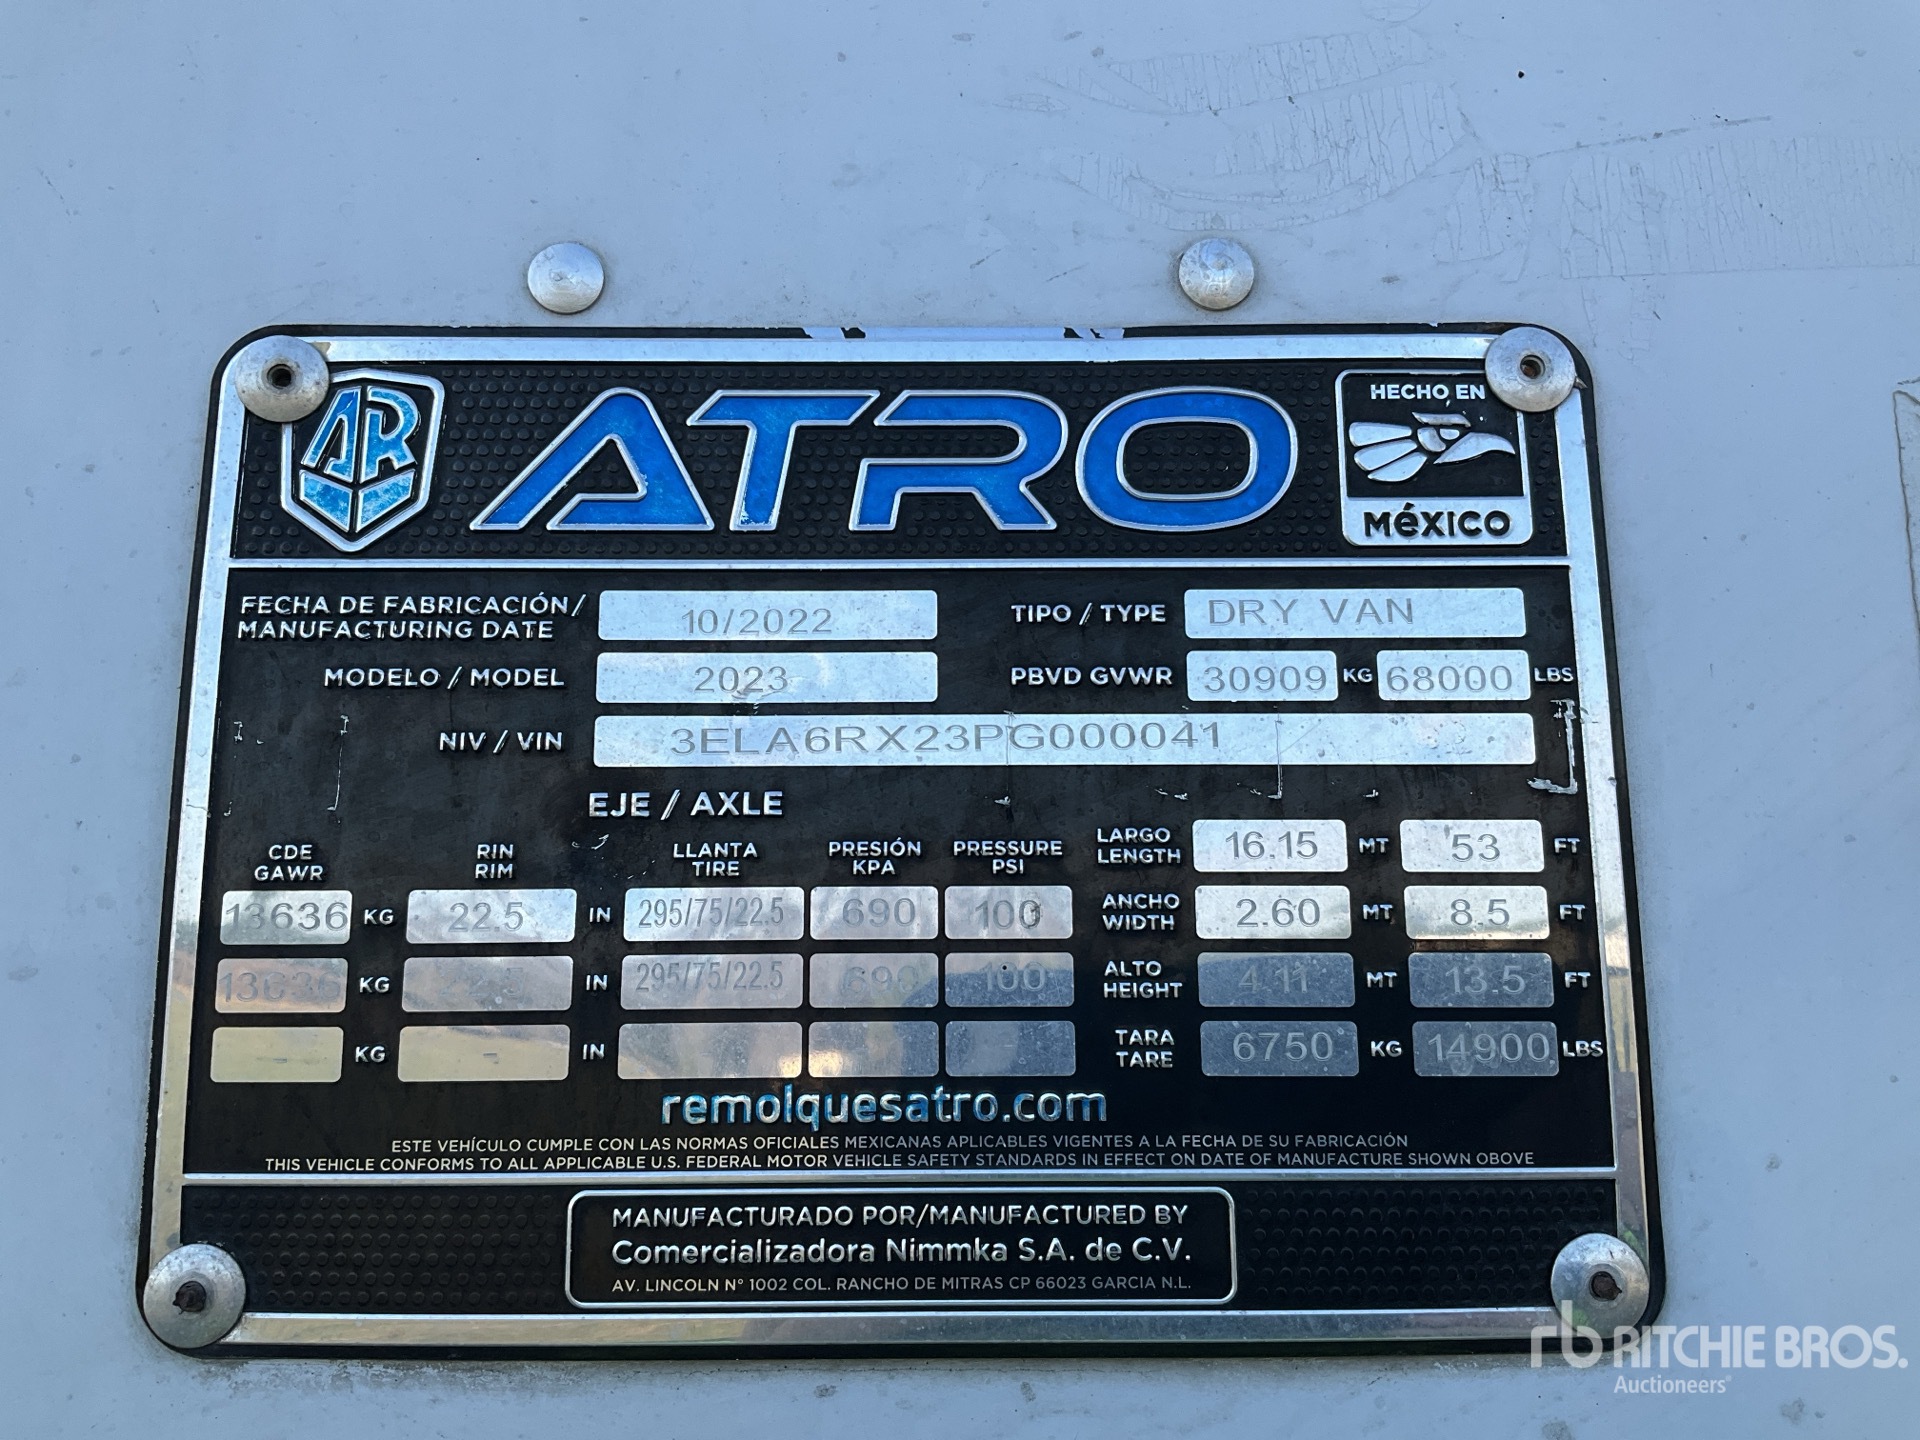 AR
ATRO
HECHO EN
MéXICO
FECHA DE FABRICACIÓN/
MANUFACTURING DATE
10/2022
TIPO / TYPE
DRY VAN
MODELO / MODEL
2023
PBVD GVWR
30909 KG 68000 LBS
NIV / VIN
3ELA6RX23PG000041
EJE / AXLE
CDE
GAWR
RIN
RIM
LLANTA
TIRE
PRESIÓN
KPA
PRESSURE
PSI
13636 KG 22.5 IN 295/75/22.5 690 100
13636 KG 22.5 IN 295/75/22.5 690 100
- KG - IN - - -
LARGO
LENGTH
16.15 MT 53 FT
ANCHO
WIDTH
2.60 MT 8.5 FT
ALTO
HEIGHT
4.11 MT 13.5 FT
TARA
TARE
6750 KG 14900 LBS
remolquesatro.com
ESTE VEHÍCULO CUMPLE CON LAS NORMAS OFICIALES MEXICANAS APLICABLES VIGENTES A LA FECHA DE SU FABRICACIÓN
THIS VEHICLE CONFORMS TO ALL APPLICABLE U.S. FEDERAL MOTOR VEHICLE SAFETY STANDARDS IN EFFECT ON DATE OF MANUFACTURE SHOWN OBOVE
MANUFACTURADO POR/MANUFACTURED BY
Comercializadora Nimmka S.A. de C.V.
AV. LINCOLN N° 1002 COL. RANCHO DE MITRAS CP 66023 GARCIA N.L.
rb RITCHIE BROS.
Auctioneers